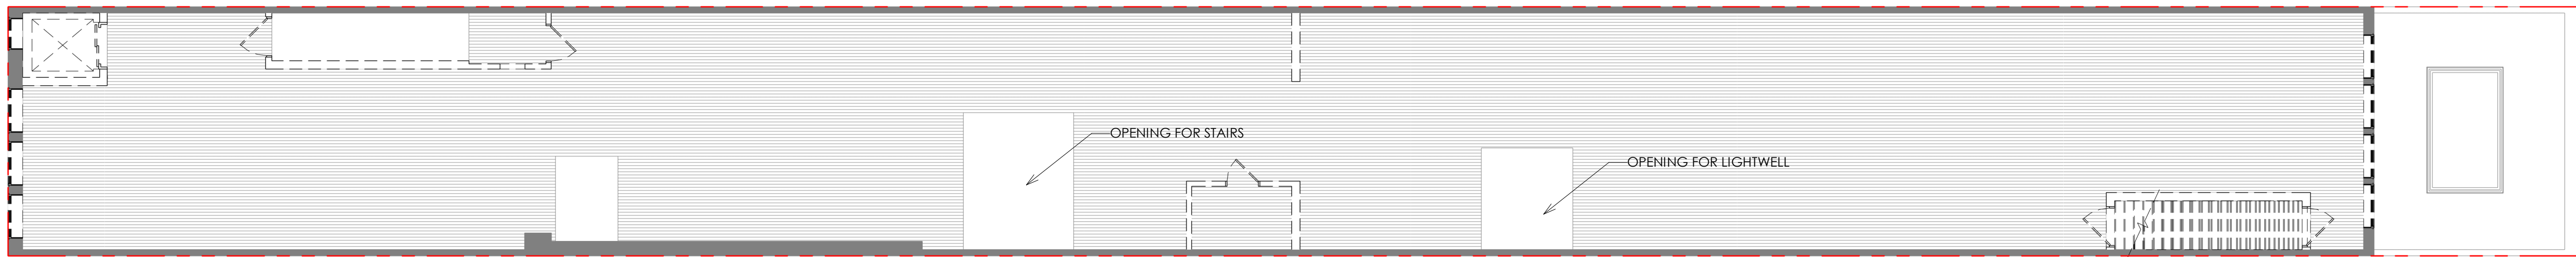 OPENING FOR STAIRS
OPENING FOR LIGHTWELL